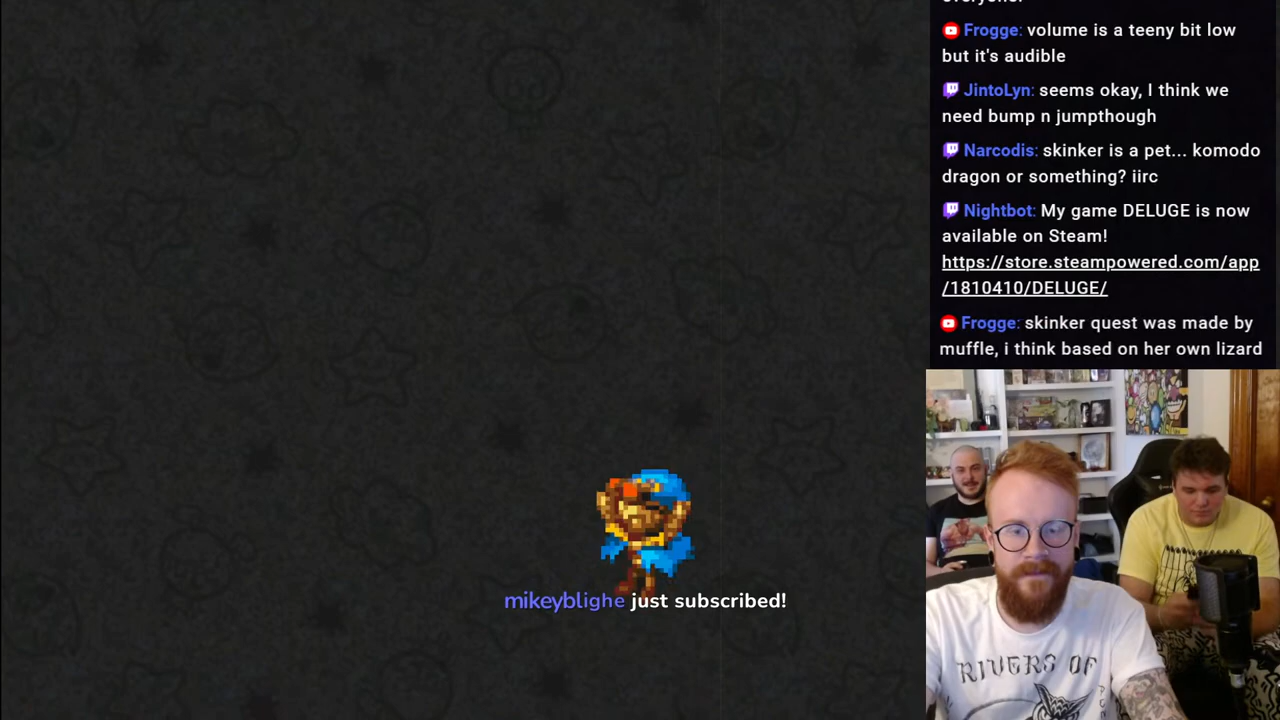 Frogge: volume is a teeny bit low
but it's audible
JintoLyn: seems okay, I think we
need bump n jumpthough
Narcodis: skinker is a pet... komodo
dragon or something? iirc
Nightbot: My game DELUGE is now
available on Steam!
https://store.steampowered.com/app
/1810410/DELUGE/
Frogge: skinker quest was made by
muffle, i think based on her own lizard
mikeyblighe just subscribed!
RIVERS OF